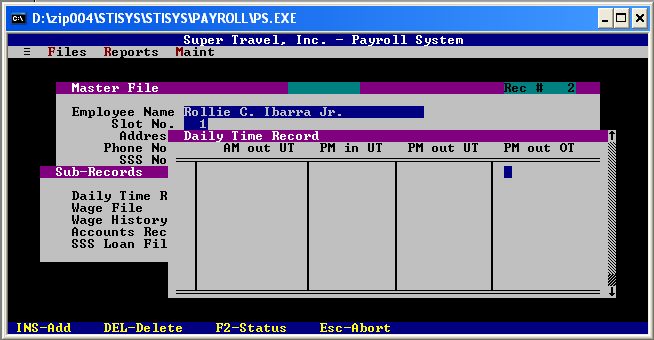 D:\zip004\STISYS\STISYS\PAYROLL\PS.EXE
Super Travel, Inc. - Payroll System
≡ Files Reports Maint
Master File Rec # 2
Employee Name Rollie C. Ibarra Jr.
Slot No. 1
Addres
Phone No
SSS No
Daily Time Record
AM out UT PM in UT PM out UT PM out OT
Sub-Records
Daily Time R
Wage File
Wage History
Accounts Rec
SSS Loan Fil
INS-Add DEL-Delete F2-Status Esc-Abort